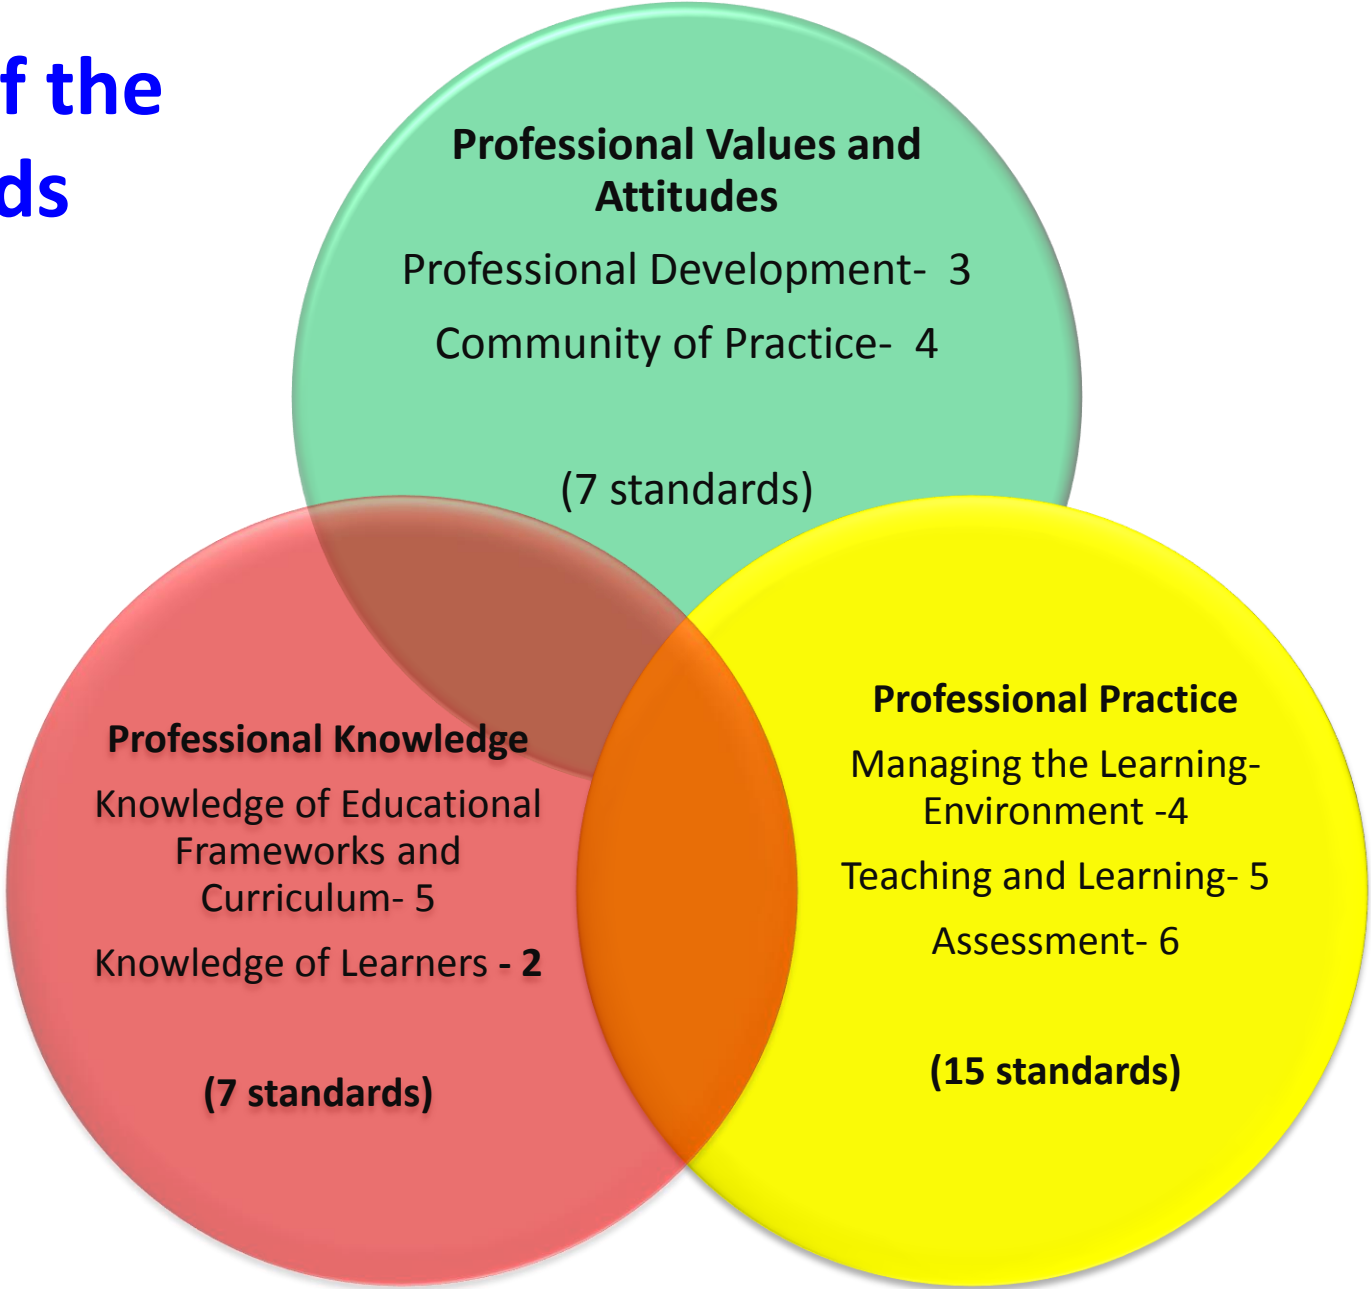 f the
ds
Professional Values and
Attitudes
Professional Development-  3
Community of Practice-  4
(7 standards)
Professional Knowledge
Knowledge of Educational
Frameworks and
Curriculum- 5
Knowledge of Learners - 2
(7 standards)
Professional Practice
Managing the Learning-
Environment -4
Teaching and Learning- 5
Assessment- 6
(15 standards)